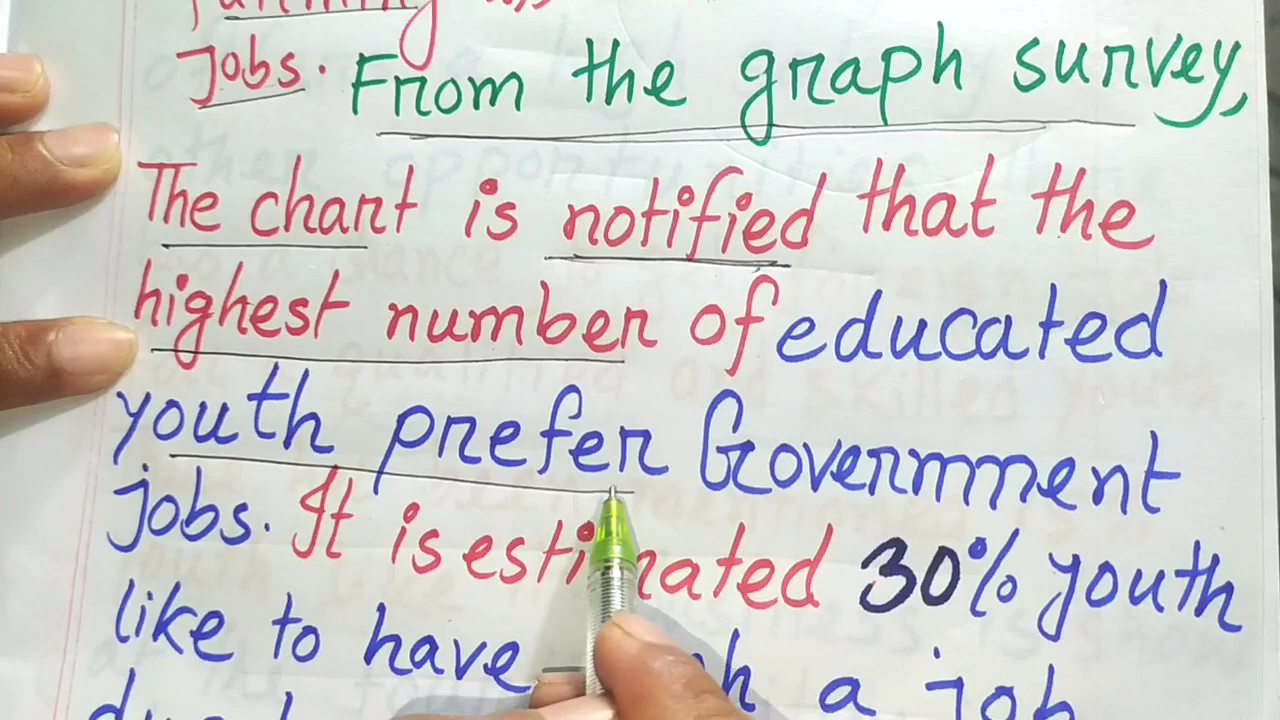 Jobs. From the graph survey,
The chart is notified that the
highest number of educated
youth prefer Government
jobs. It is estimated 30% youth
like to have a job